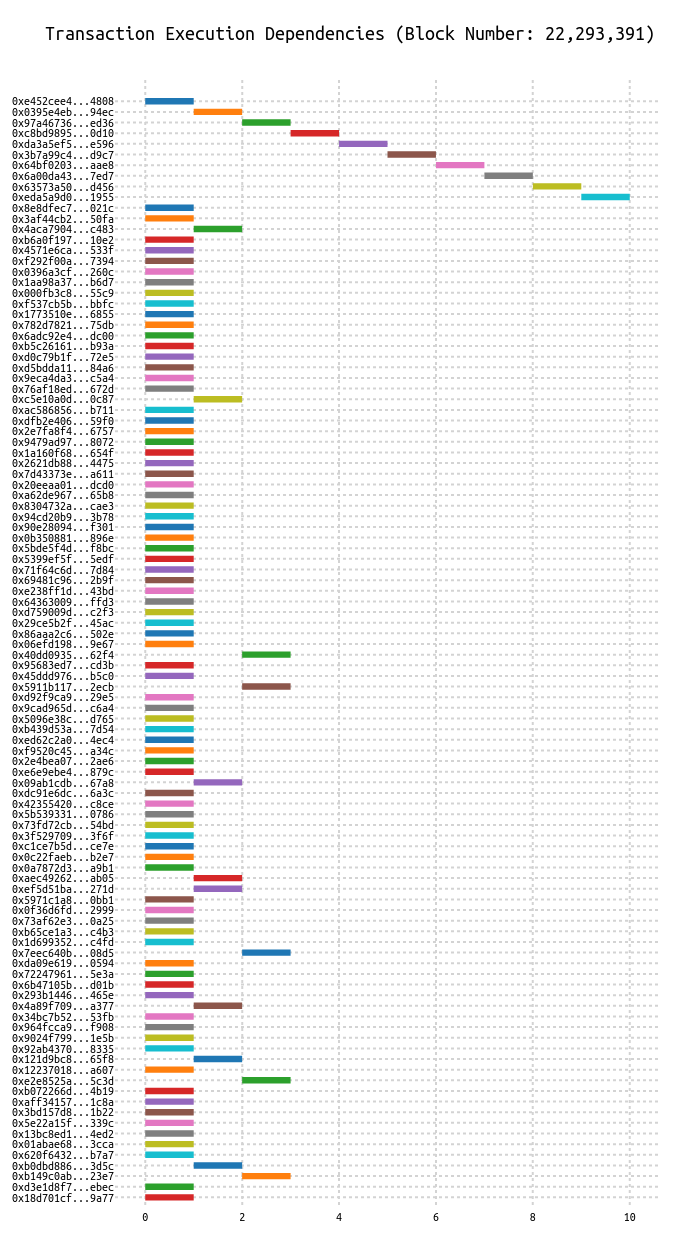 Transaction Execution Dependencies (Block Number: 22,293,391)
0xe452cee4...4808
0x0395e4eb...94ec
0x97a46736...ed36
0xc8bd9895...0d10
0xda3a5ef5...e596
0x3b7a99c4...d9c7
0x64bf0203...aae8
0x6a00da43...7ed7
0x63573a50...d456
0xeda5a9d0...1955
0x8e8dfec7...021c
0x3af44cb2...50fa
0x4aca7904...c483
0xb6a0f197...10e2
0x4571e6ca...533f
0xf292f00a...7394
0x0396a3cf...260c
0x1aa98a37...b6d7
0x000fb3c8...55c9
0xf537cb5b...bbfc
0x1773510e...6855
0x782d7821...75db
0x6adc92e4...dc00
0xb5c26161...b93a
0xd0c79b1f...72e5
0xd5bdda11...84a6
0x9eca4da3...c5a4
0x76af18ed...672d
0xc5e10a0d...0c87
0xac586856...b711
0xdfb2e406...59f0
0x2e7fa8f4...6757
0x9479ad97...8072
0x1a160f68...654f
0x2621db88...4475
0x7d43373e...a611
0x20eeaa01...dcd0
0xa62de967...65b8
0x8304732a...cae3
0x94cd20b9...3b78
0x90e28094...f301
0x0b350881...896e
0x5bde5f4d...f8bc
0x5399ef5f...5edf
0x71f64c6d...7d84
0x69481c96...2b9f
0xe238ff1d...43bd
0x64363009...ffd3
0xd759009d...c2f3
0x29ce5b2f...45ac
0x86aaa2c6...502e
0x06efd198...9e67
0x40dd0935...62f4
0x95683ed7...cd3b
0x45ddd976...b5c0
0x5911b117...2ecb
0xd92f9ca9...29e5
0x9cad965d...c6a4
0x5096e38c...d765
0xb439d53a...7d54
0xed62c2a0...4ec4
0xf9520c45...a34c
0x2e4bea07...2ae6
0xe6e9ebe4...879c
0x09ab1cdb...67a8
0xdc91e6dc...6a3c
0x42355420...c8ce
0x5b539331...0786
0x73fd72cb...54bd
0x3f529709...3f6f
0xc1ce7b5d...ce7e
0x0c22faeb...b2e7
0x0a7872d3...a9b1
0xaec49262...ab05
0xef5d51ba...271d
0x5971c1a8...0bb1
0x0f36d6fd...2999
0x73af62e3...0a25
0xb65ce1a3...c4b3
0x1d699352...c4fd
0x7eec640b...08d5
0xda09e619...0594
0x72247961...5e3a
0x6b47105b...d01b
0x293b1446...465e
0x4a89f709...a377
0x34bc7b52...53fb
0x964fcca9...f908
0x9024f799...1e5b
0x92ab4370...8335
0x121d9bc8...65f8
0x12237018...a607
0xe2e8525a...5c3d
0xb072266d...4b19
0xaff34157...1c8a
0x3bd157d8...1b22
0x5e22a15f...339c
0x13bc8ed1...4ed2
0x01abae68...3cca
0x620f6432...b7a7
0xb0dbd886...3d5c
0xb149c0ab...23e7
0xd3e1d8f7...ebec
0x18d701cf...9a77
0 2 4 6 8 10